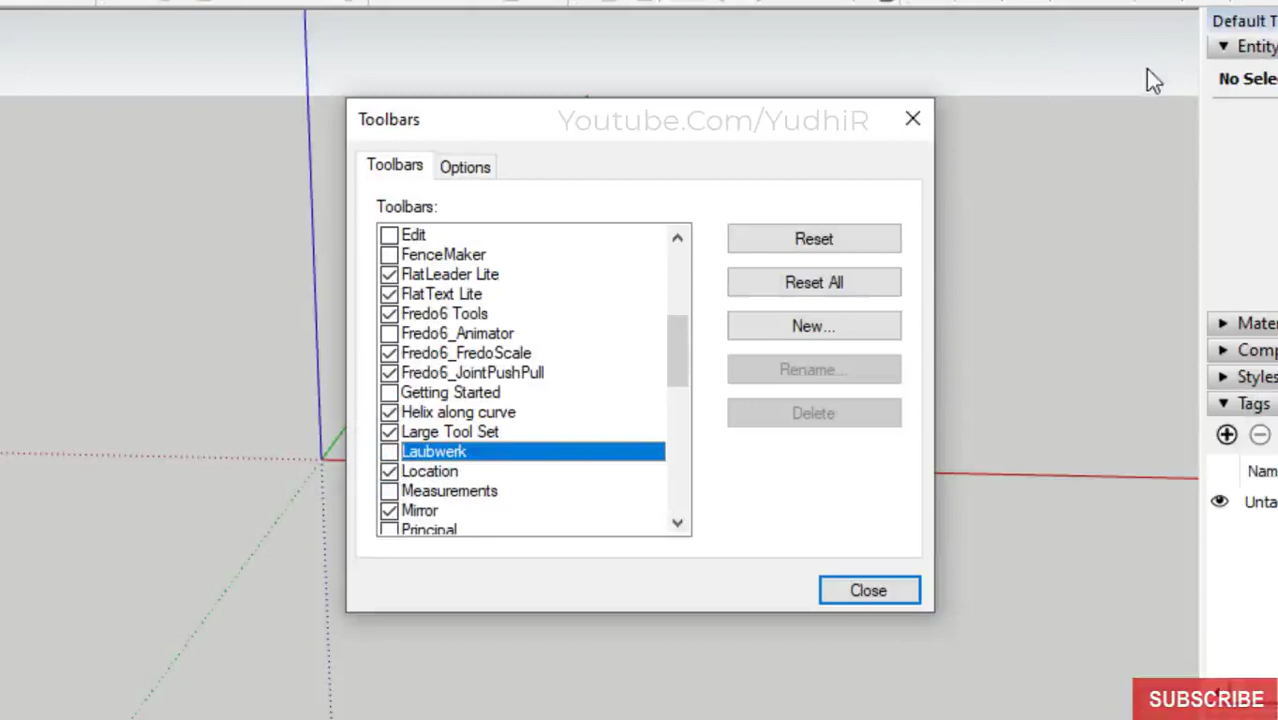 Default T
Entity
No Sele
Toolbars
Youtube.Com/YudhiR
Toolbars
Options
Toolbars:
Edit
FenceMaker
FlatLeader Lite
FlatText Lite
Fredo6 Tools
Fredo6_Animator
Fredo6_FredoScale
Fredo6_JointPushPull
Getting Started
Helix along curve
Large Tool Set
Laubwerk
Location
Measurements
Mirror
Principal
Reset
Reset All
New...
Rename...
Delete
Close
Mater
Comp
Styles
Tags
Nam
Unta
SUBSCRIBE